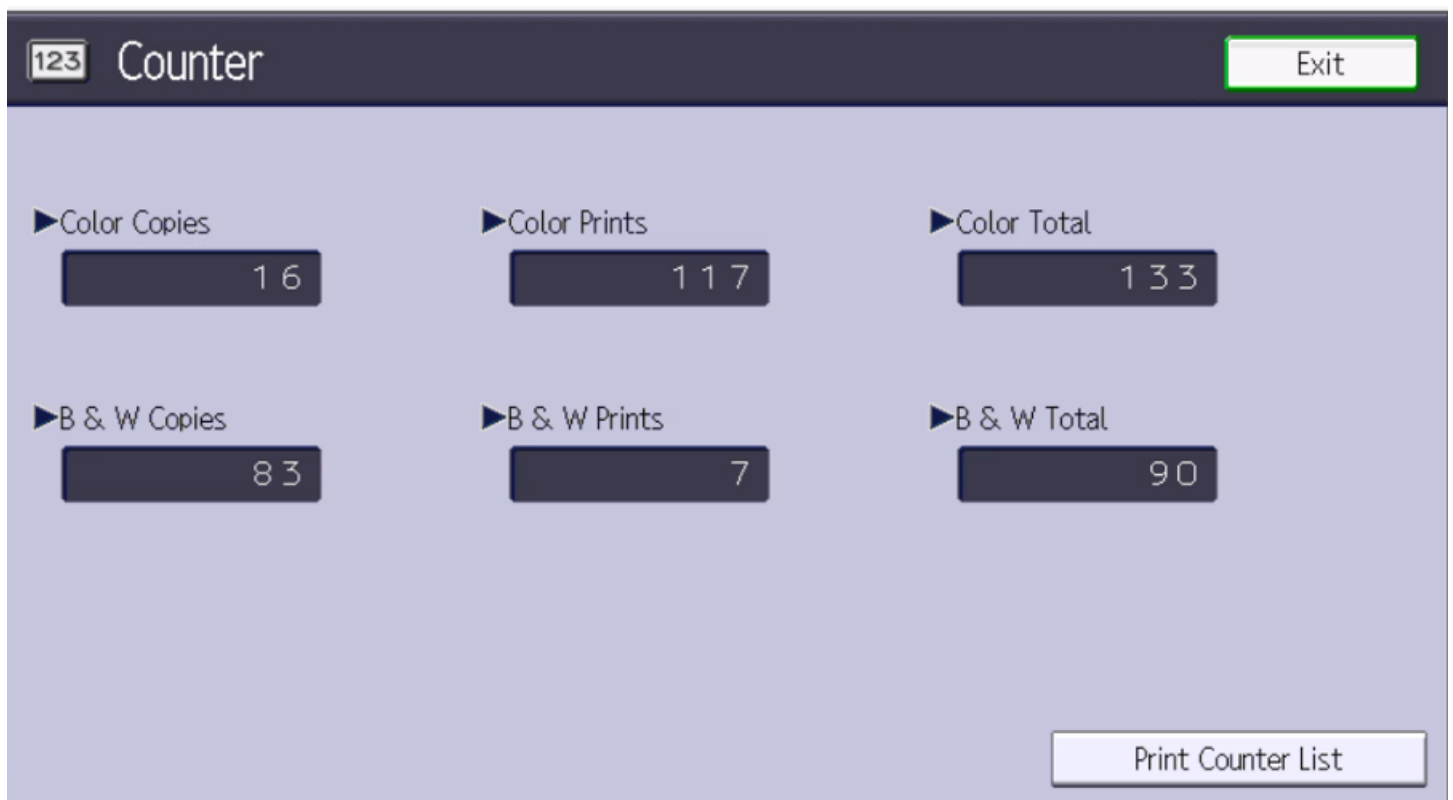 123 Counter Exit
▶Color Copies ▶Color Prints ▶Color Total
16 117 133
▶B & W Copies ▶B & W Prints ▶B & W Total
83 7 90
Print Counter List